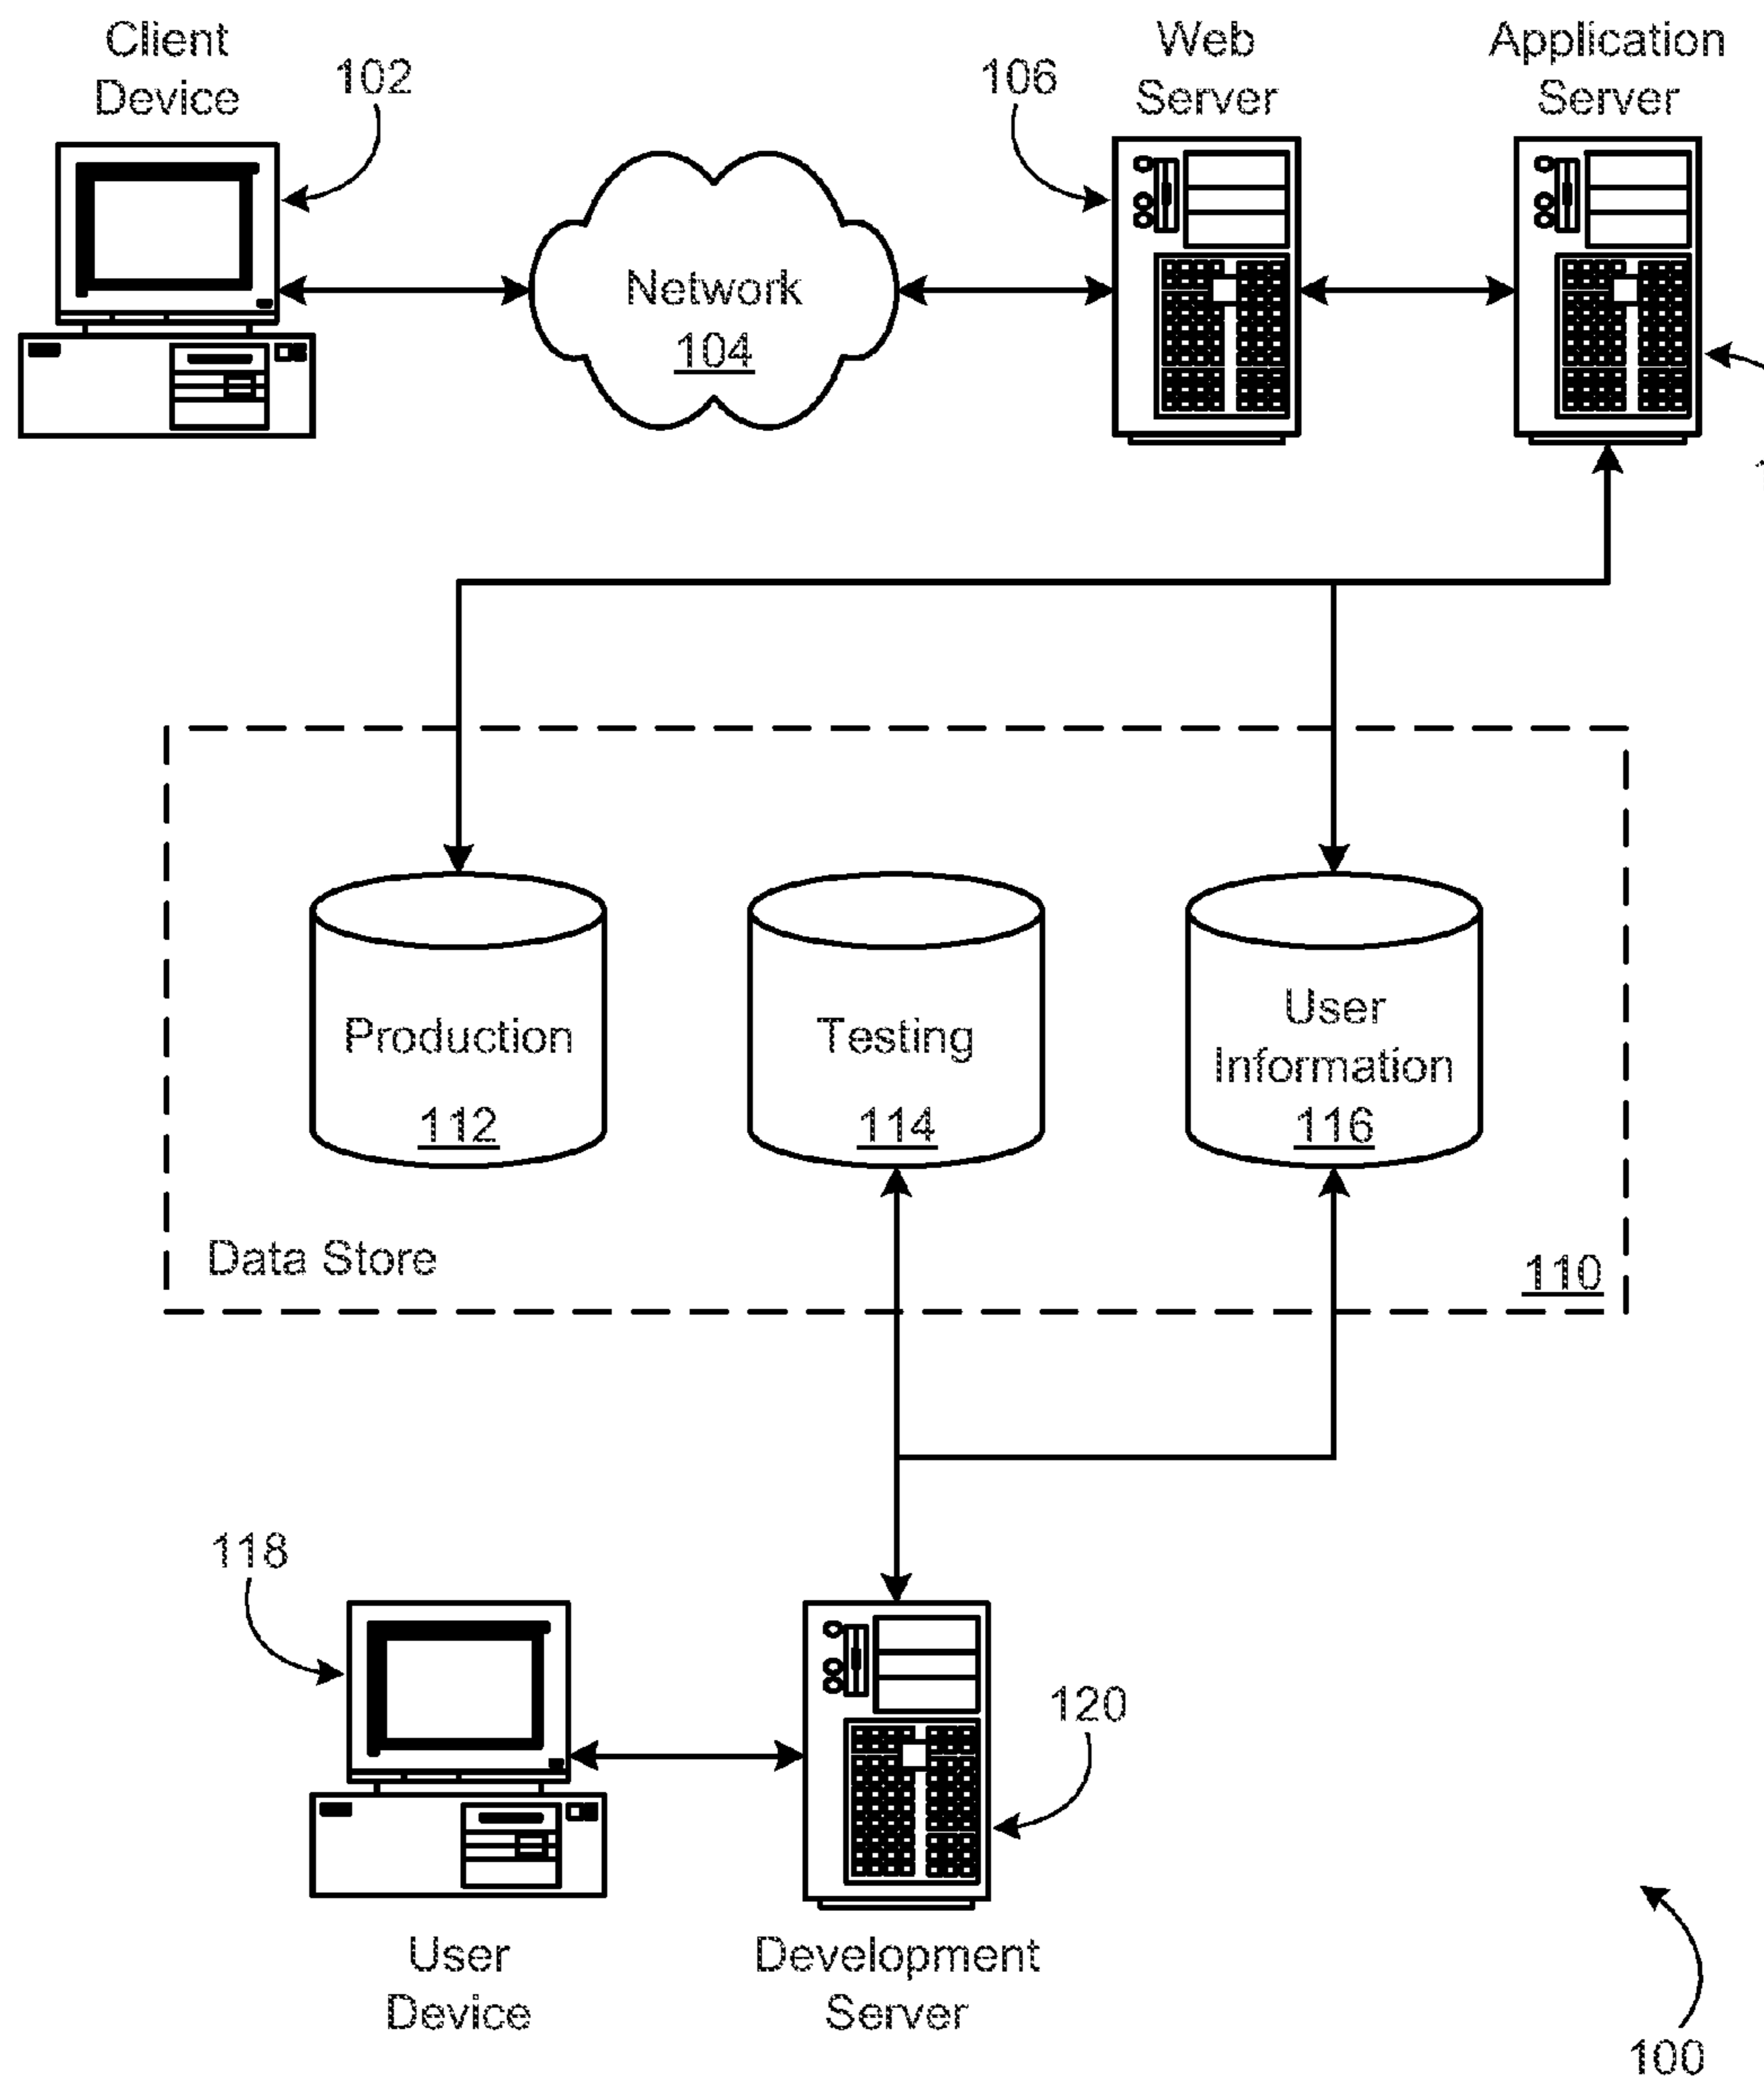 Client
Device
102
106
Web
Server
Application
Server
Network
104
Production
112
Testing
114
User
Information
116
Data Store
110
118
120
User
Device
Development
Server
100